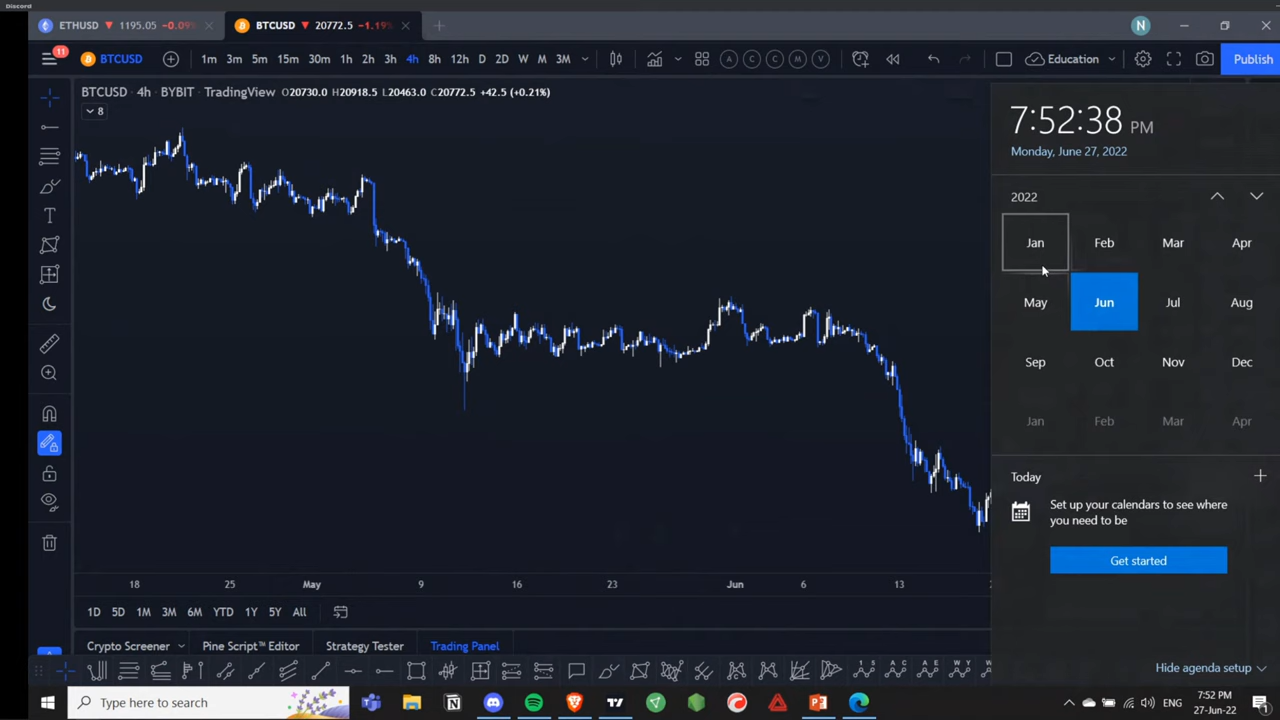 Discord
ETHUSD 1195.05 -0.09%
BTCUSD 20772.5 -1.19%
N
11
BTCUSD 1m 3m 5m 15m 30m 1h 2h 3h 4h 8h 12h D 2D W M 3M A C C M V Education Publish
BTCUSD · 4h · BYBIT · TradingView O20730.0 H20918.5 L20463.0 C20772.5 +42.5 (+0.21%)
8
7:52:38 PM
Monday, June 27, 2022
2022
Jan Feb Mar Apr
May Jun Jul Aug
Sep Oct Nov Dec
Jan Feb Mar Apr
Today
Set up your calendars to see where
you need to be
Get started
18 25 May 9 16 23 Jun 6 13
1D 5D 1M 3M 6M YTD 1Y 5Y All
Crypto Screener Pine Script™ Editor Strategy Tester Trading Panel
Hide agenda setup
Type here to search
ENG
7:52 PM
27-Jun-22